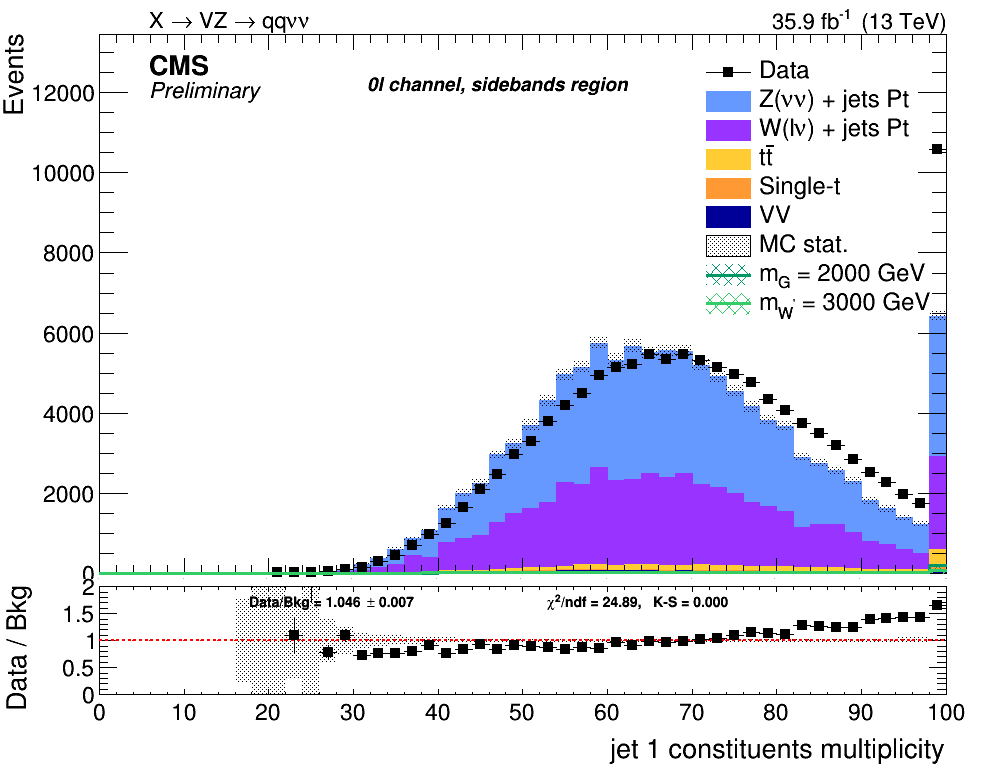 X → VZ → qqνν
35.9 fb⁻¹ (13 TeV)
Events
CMS
Preliminary
0l channel, sidebands region
Data
Z(νν) + jets Pt
W(lν) + jets Pt
tt̄
Single-t
VV
MC stat.
m_G = 2000 GeV
m_W' = 3000 GeV
12000
10000
8000
6000
4000
2000
0
Data / Bkg
2
1.5
1
0.5
0
Data/Bkg = 1.046 ± 0.007
χ²/ndf = 24.89, K-S = 0.000
0 10 20 30 40 50 60 70 80 90 100
jet 1 constituents multiplicity